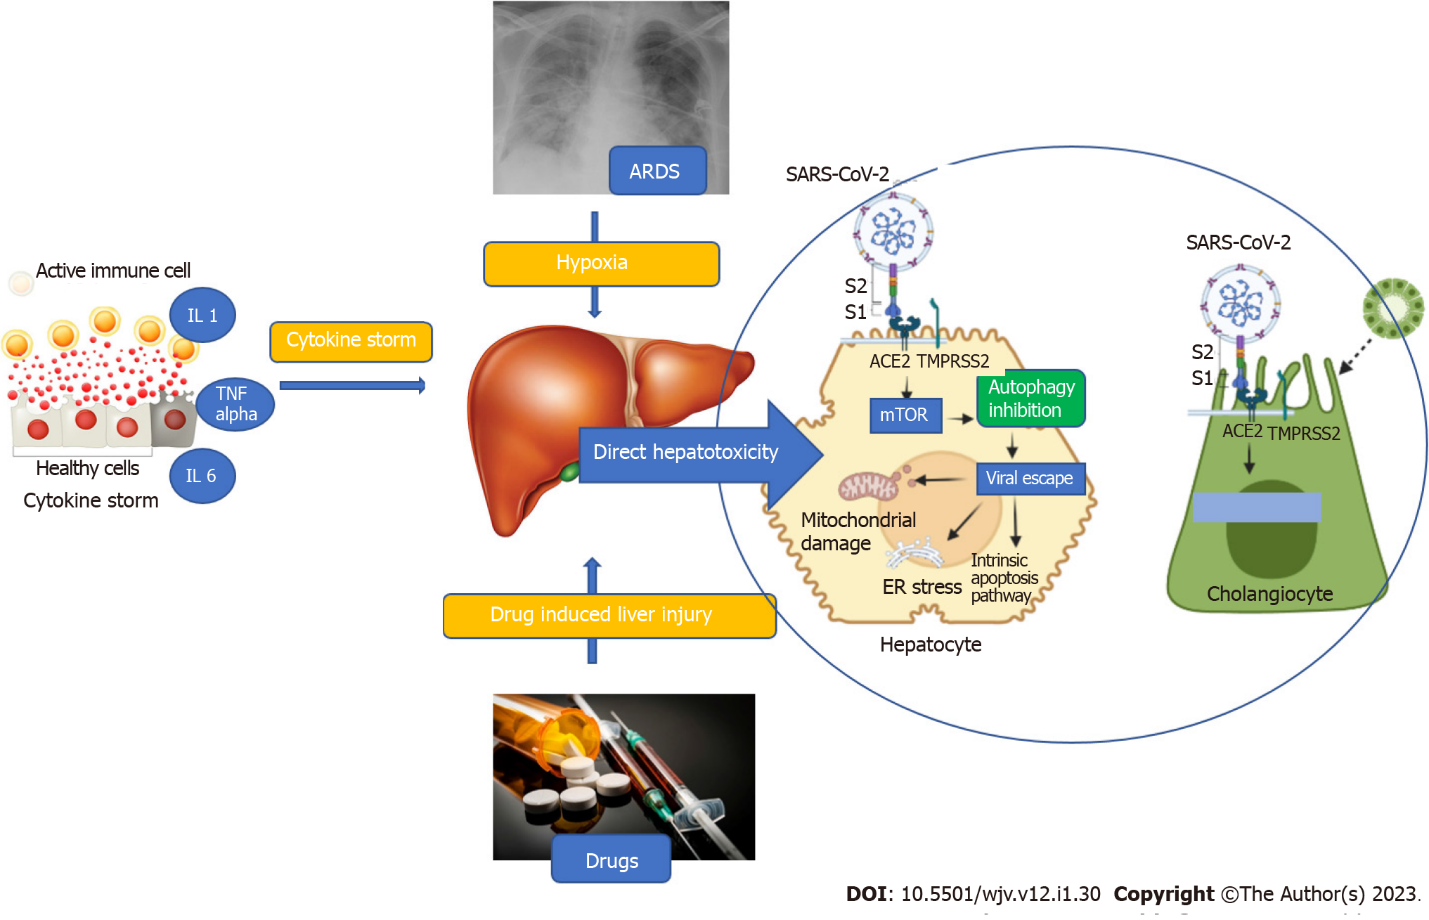 ARDS
Hypoxia
Active immune cell
IL 1
TNF
alpha
IL 6
Healthy cells
Cytokine storm
Cytokine storm
Direct hepatotoxicity
Drug induced liver injury
Drugs
SARS-CoV-2
S2
S1
ACE2 TMPRSS2
mTOR
Autophagy
inhibition
Viral escape
Mitochondrial
damage
ER stress
Intrinsic
apoptosis
pathway
Hepatocyte
SARS-CoV-2
S2
S1
ACE2 TMPRSS2
Cholangiocyte
DOI: 10.5501/wjv.v12.i1.30 Copyright ©The Author(s) 2023.